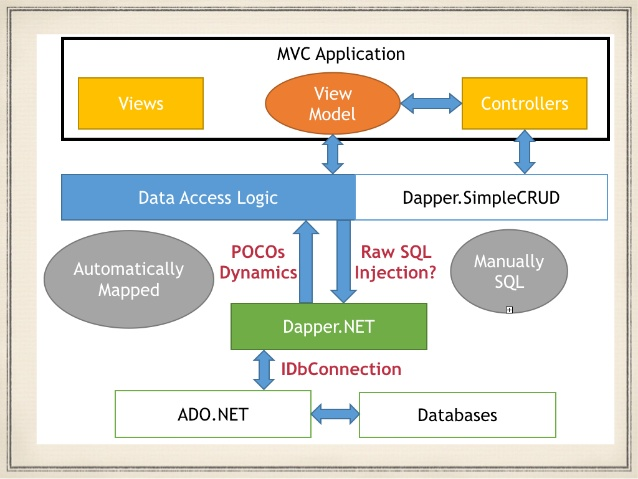 MVC Application
Views
View
Model
Controllers
Data Access Logic
Dapper.SimpleCRUD
Automatically
Mapped
POCOs
Dynamics
Raw SQL
Injection?
Manually
SQL
Dapper.NET
IDbConnection
ADO.NET
Databases